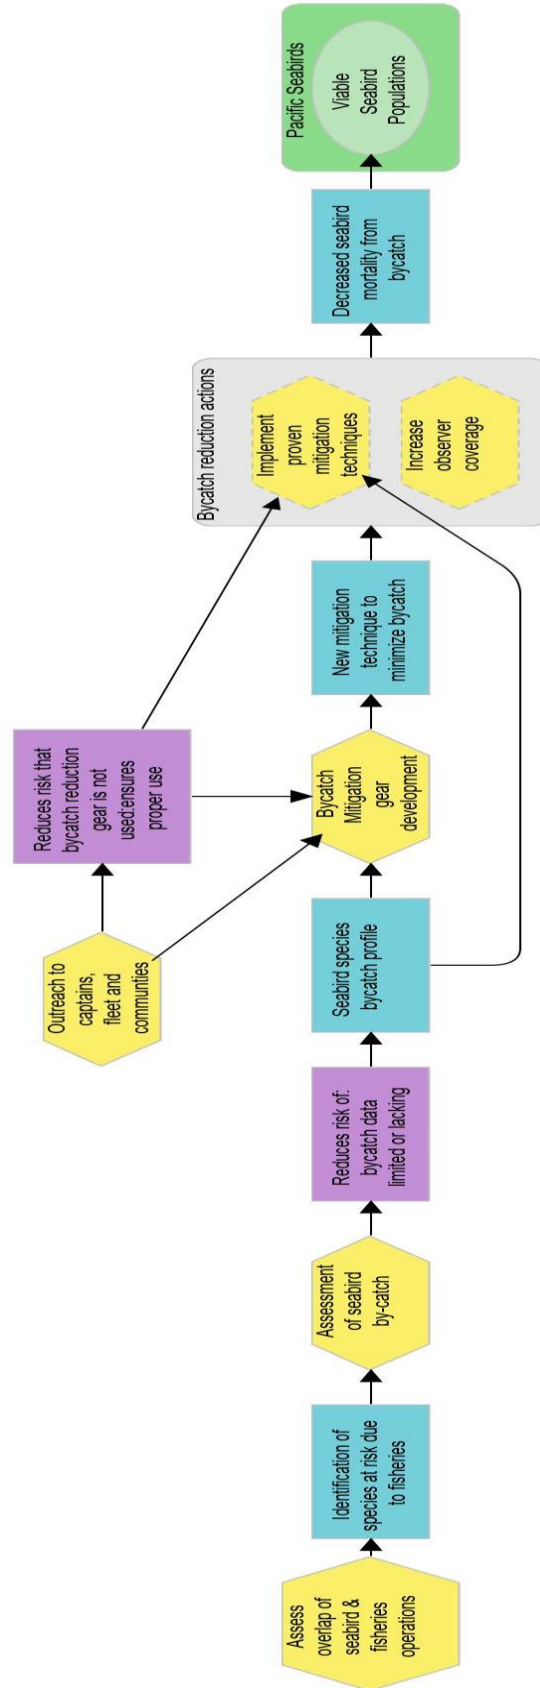 Assess
overlap of
seabird &
fisheries
operations
Identification of
species at risk due
to fisheries
Assessment
of seabird
by-catch
Reduces risk of:
bycatch data
limited or lacking
Seabird species
bycatch profile
Outreach to
captains,
fleet and
communties
Reduces risk that
bycatch reduction
gear is not
used:ensures
proper use
Bycatch
Mitigation
gear
development
New mitigation
technique to
minimize bycatch
Bycatch reduction actions
Implement
proven
mitigation
techniques
Increase
observer
coverage
Decreased seabird
mortality from
bycatch
Pacific Seabirds
Viable
Seabird
Populations